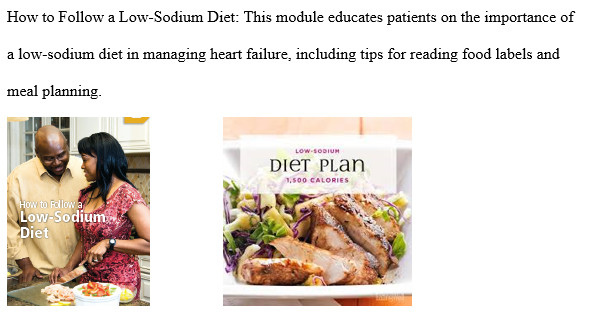 How to Follow a Low-Sodium Diet: This module educates patients on the importance of
a low-sodium diet in managing heart failure, including tips for reading food labels and
meal planning.
How to Follow a
Low-Sodium
Diet
LOW-SODIUM
DIET PLan
1,500 CALORIES